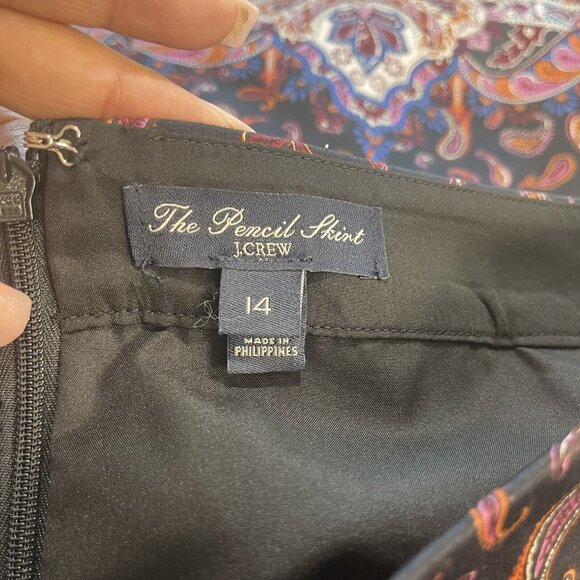 The Pencil Skirt
J.CREW
14
MADE IN
PHILIPPINES